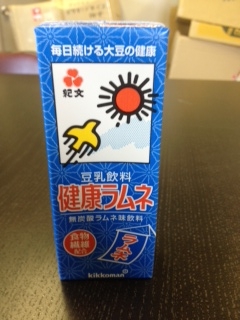 毎日続ける大豆の健康
紀文
豆乳飲料
健康ラムネ
無炭酸ラムネ味飲料
食物
繊維
配合
ラムネ
kikkoman